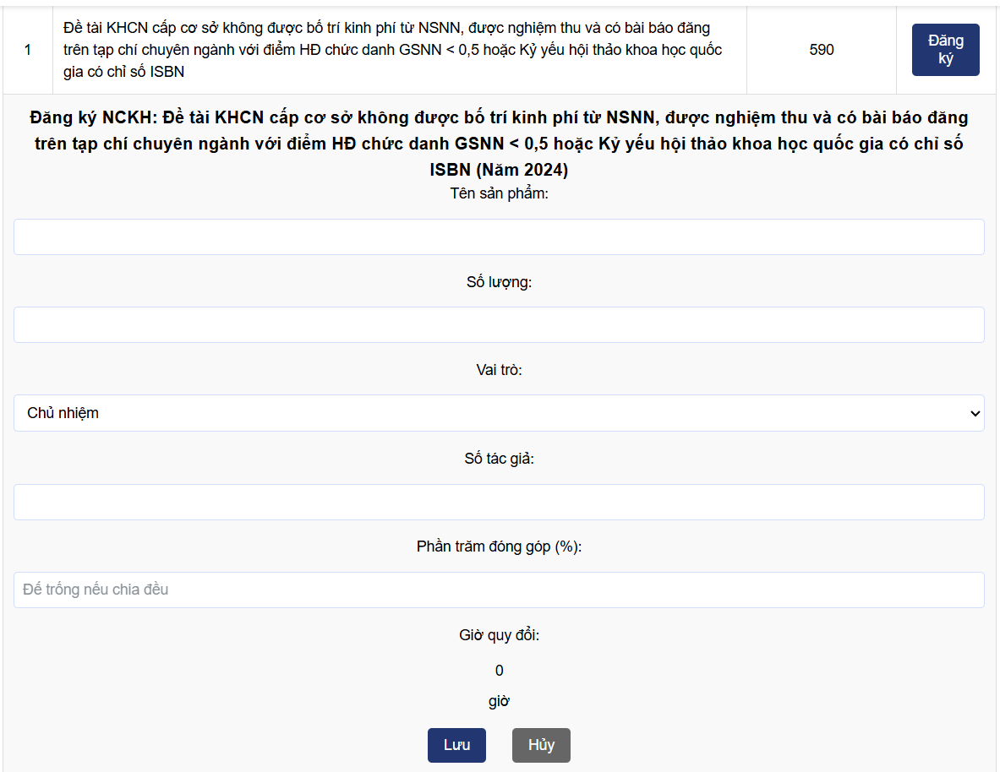 Đề tài KHCN cấp cơ sở không được bố trí kinh phí từ NSNN, được nghiệm thu và có bài báo đăng
1 trên tạp chí chuyên ngành với điểm HĐ chức danh GSNN < 0,5 hoặc Kỷ yếu hội thảo khoa học quốc 590 Đăng ký
gia có chỉ số ISBN
Đăng ký NCKH: Đề tài KHCN cấp cơ sở không được bố trí kinh phí từ NSNN, được nghiệm thu và có bài báo đăng
trên tạp chí chuyên ngành với điểm HĐ chức danh GSNN < 0,5 hoặc Kỷ yếu hội thảo khoa học quốc gia có chỉ số
ISBN (Năm 2024)
Tên sản phẩm:
Số lượng:
Vai trò:
Chủ nhiệm
Số tác giả:
Phần trăm đóng góp (%):
Để trống nếu chia đều
Giờ quy đổi:
0
giờ
Lưu Hủy